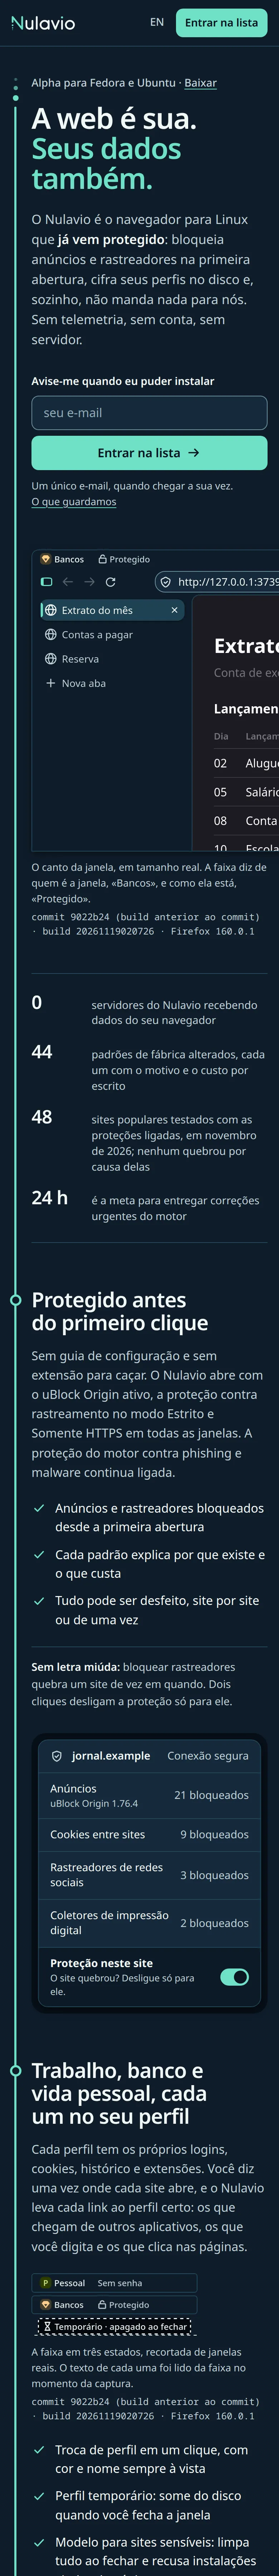 Nulavio
EN
Entrar na lista
Alpha para Fedora e Ubuntu · Baixar
A web é sua.
Seus dados
também.
O Nulavio é o navegador para Linux
que já vem protegido: bloqueia
anúncios e rastreadores na primeira
abertura, cifra seus perfis no disco e,
sozinho, não manda nada para nós.
Sem telemetria, sem conta, sem
servidor.
Avise-me quando eu puder instalar
seu e-mail
Entrar na lista →
Um único e-mail, quando chegar a sua vez.
O que guardamos
Bancos
Protegido
http://127.0.0.1:3739
Extrato do mês
Contas a pagar
Reserva
Nova aba
Extrato
Conta de exe
Lançamen
Dia Lançam
02 Alugue
05 Salário
08 Conta
10 Escola
O canto da janela, em tamanho real. A faixa diz de
quem é a janela, «Bancos», e como ela está,
«Protegido».
commit 9022b24 (build anterior ao commit)
· build 20261119020726 · Firefox 160.0.1
0
servidores do Nulavio recebendo
dados do seu navegador
44
padrões de fábrica alterados, cada
um com o motivo e o custo por
escrito
48
sites populares testados com as
proteções ligadas, em novembro
de 2026; nenhum quebrou por
causa delas
24 h
é a meta para entregar correções
urgentes do motor
Protegido antes
do primeiro clique
Sem guia de configuração e sem
extensão para caçar. O Nulavio abre com
o uBlock Origin ativo, a proteção contra
rastreamento no modo Estrito e
Somente HTTPS em todas as janelas. A
proteção do motor contra phishing e
malware continua ligada.
Anúncios e rastreadores bloqueados
desde a primeira abertura
Cada padrão explica por que existe e
o que custa
Tudo pode ser desfeito, site por site
ou de uma vez
Sem letra miúda: bloquear rastreadores
quebra um site de vez em quando. Dois
cliques desligam a proteção só para ele.
jornal.example
Conexão segura
Anúncios
uBlock Origin 1.76.4
21 bloqueados
Cookies entre sites
9 bloqueados
Rastreadores de redes
sociais
3 bloqueados
Coletores de impressão
digital
2 bloqueados
Proteção neste site
O site quebrou? Desligue só para
ele.
Trabalho, banco e
vida pessoal, cada
um no seu perfil
Cada perfil tem os próprios logins,
cookies, histórico e extensões. Você diz
uma vez onde cada site abre, e o Nulavio
leva cada link ao perfil certo: os que
chegam de outros aplicativos, os que
você digita e os que clica nas páginas.
P Pessoal Sem senha
Bancos Protegido
Temporário · apagado ao fechar
A faixa em três estados, recortada de janelas
reais. O texto de cada uma foi lido da faixa no
momento da captura.
commit 9022b24 (build anterior ao commit)
· build 20261119020726 · Firefox 160.0.1
Troca de perfil em um clique, com
cor e nome sempre à vista
Perfil temporário: some do disco
quando você fecha a janela
Modelo para sites sensíveis: limpa
tudo ao fechar e recusa instalações